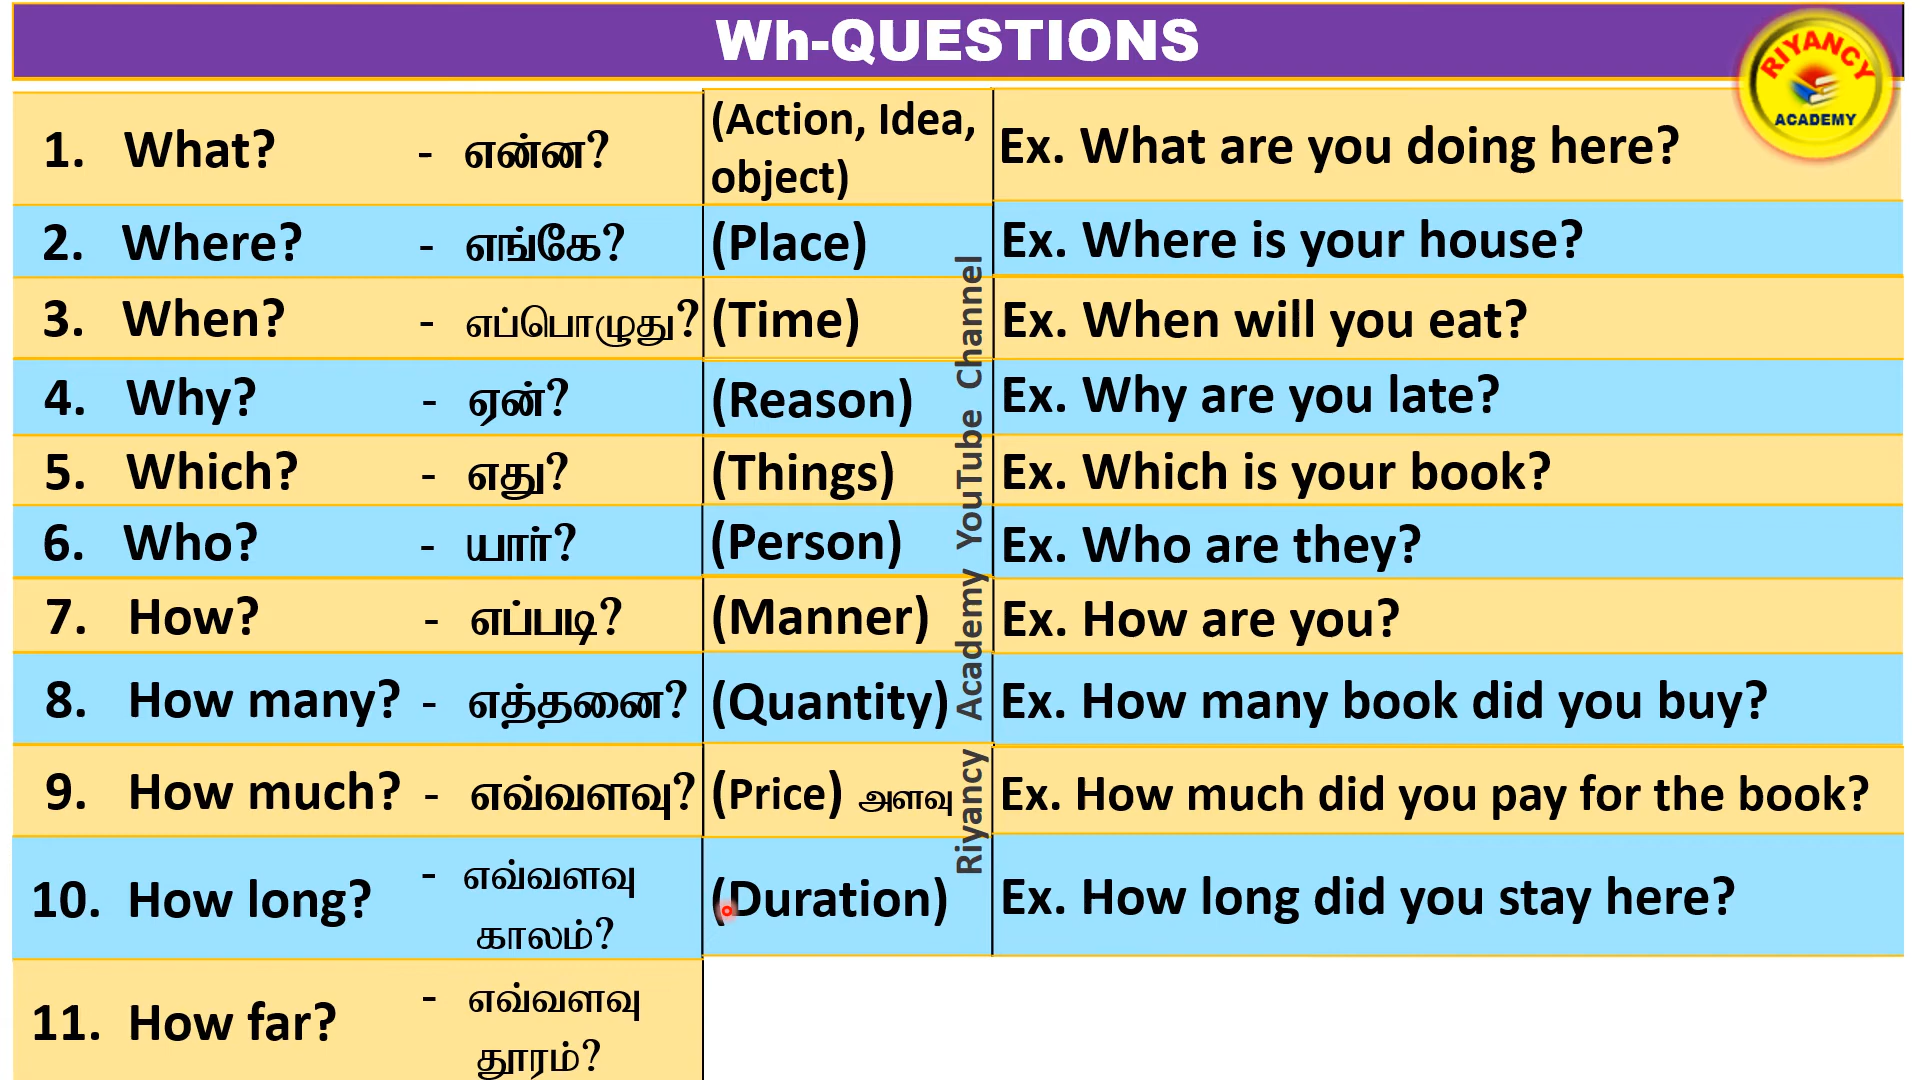 Wh-QUESTIONS
RIYANCY
ACADEMY
1. What? - என்ன? (Action, Idea, object) Ex. What are you doing here?
2. Where? - எங்கே? (Place) Ex. Where is your house?
3. When? - எப்பொழுது? (Time) Ex. When will you eat?
4. Why? - ஏன்? (Reason) Ex. Why are you late?
5. Which? - எது? (Things) Ex. Which is your book?
6. Who? - யார்? (Person) Ex. Who are they?
7. How? - எப்படி? (Manner) Ex. How are you?
8. How many? - எத்தனை? (Quantity) Ex. How many book did you buy?
9. How much? - எவ்வளவு? (Price) அளவு Ex. How much did you pay for the book?
10. How long? - எவ்வளவு காலம்? (Duration) Ex. How long did you stay here?
11. How far? - எவ்வளவு தூரம்?
Riyancy Academy YouTube Channel